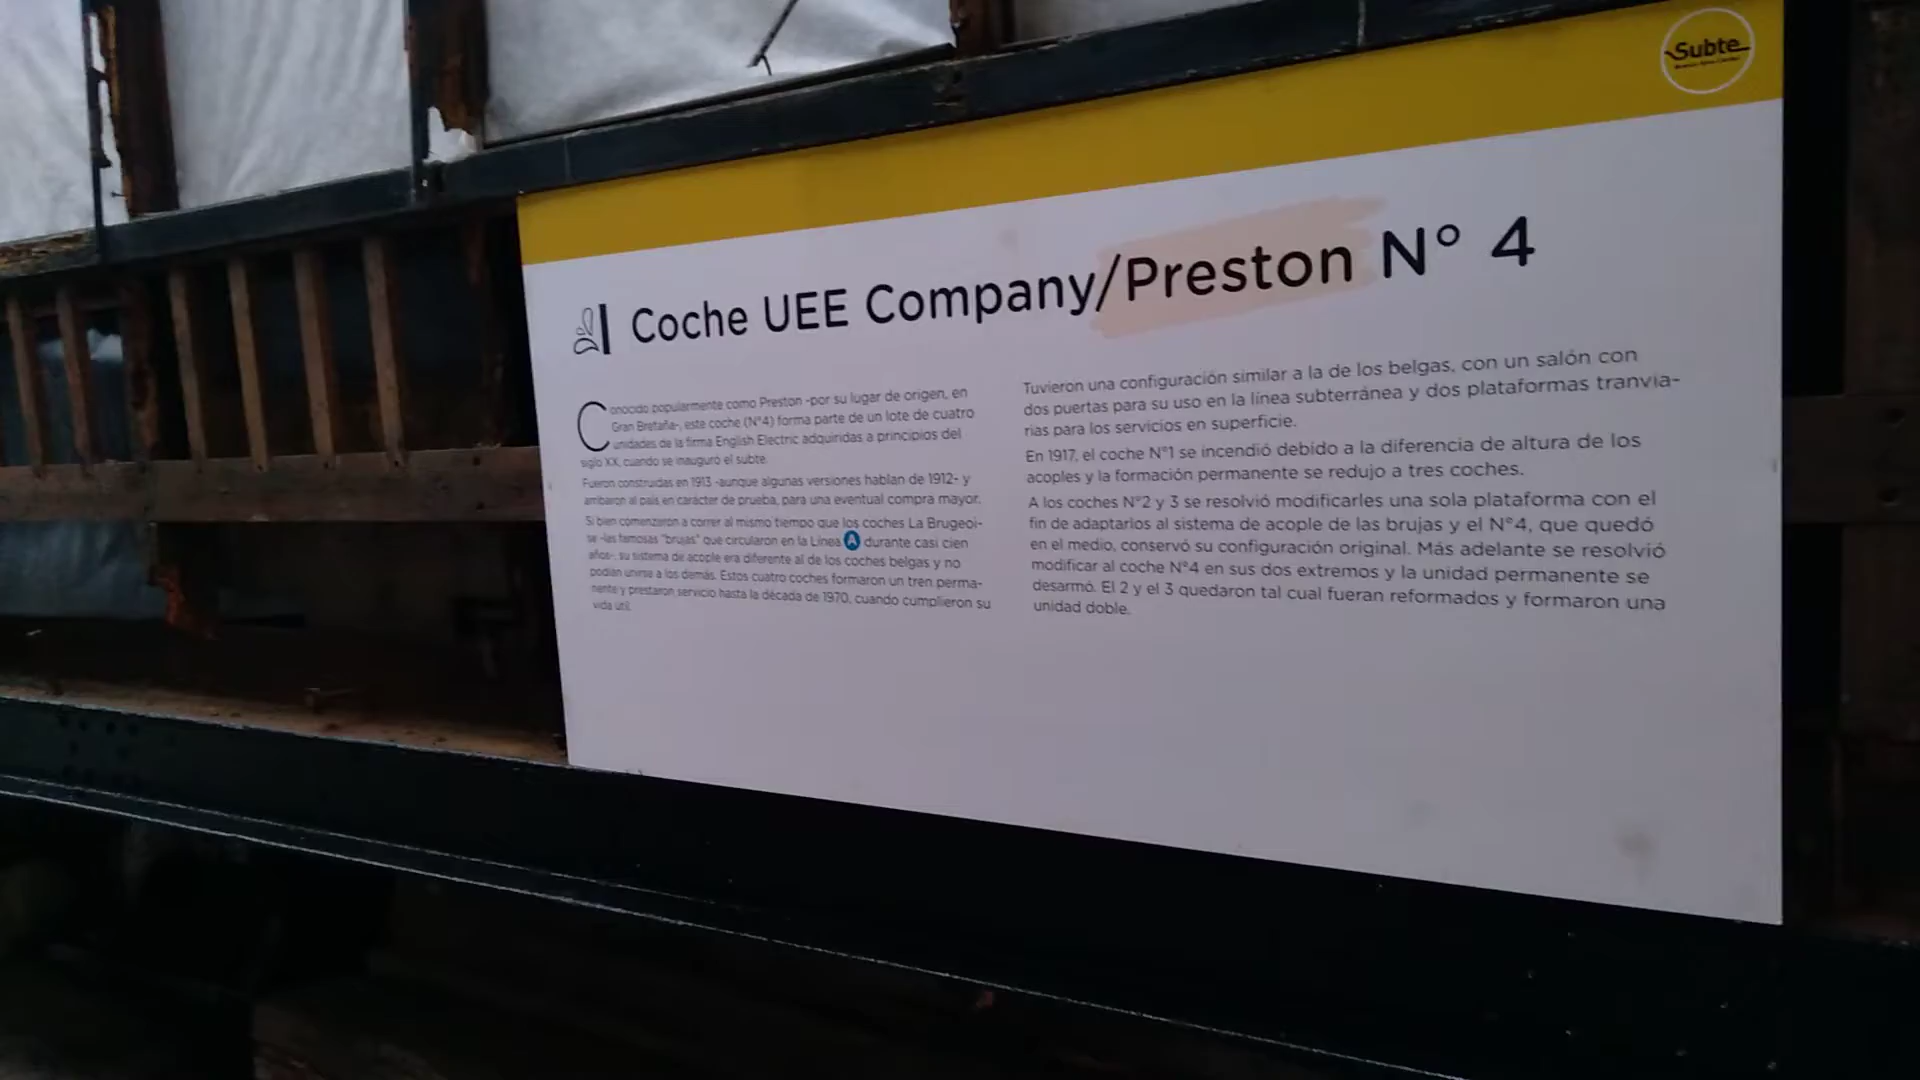 Subte
Coche UEE Company/Preston N° 4
Conocido popularmente como Preston -por su lugar de origen, en
Gran Bretaña-, este coche (N°4) forma parte de un lote de cuatro
unidades de la firma English Electric adquiridas a principios del
siglo XX, cuando se inauguró el subte.
Fueron construidas en 1913 -aunque algunas versiones hablan de 1912- y
arribaron al país en carácter de prueba, para una eventual compra mayor.
Si bien comenzaron a correr al mismo tiempo que los coches La Brugeoi-
se -las famosas "brujas" que circularon en la Línea A durante casi cien
años-, su sistema de acople era diferente al de los coches belgas y no
podían unirse a los demás. Estos cuatro coches formaron un tren perma-
nente y prestaron servicio hasta la década de 1970, cuando cumplieron su
vida útil.
Tuvieron una configuración similar a la de los belgas, con un salón con
dos puertas para su uso en la línea subterránea y dos plataformas tranvia-
rias para los servicios en superficie.
En 1917, el coche N°1 se incendió debido a la diferencia de altura de los
acoples y la formación permanente se redujo a tres coches.
A los coches N°2 y 3 se resolvió modificarles una sola plataforma con el
fin de adaptarlos al sistema de acople de las brujas y el N°4, que quedó
en el medio, conservó su configuración original. Más adelante se resolvió
modificar al coche N°4 en sus dos extremos y la unidad permanente se
desarmó. El 2 y el 3 quedaron tal cual fueran reformados y formaron una
unidad doble.